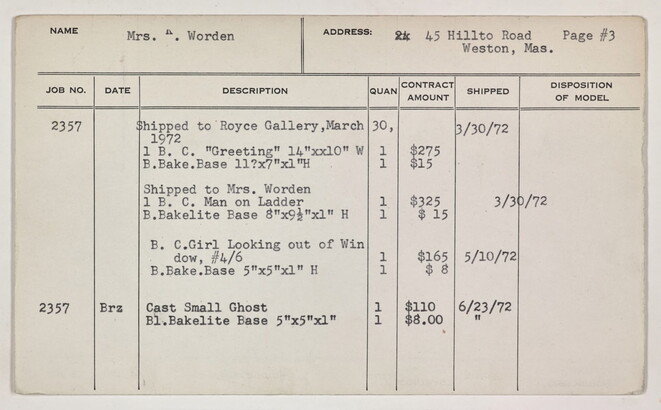 NAME Mrs. A. Worden ADDRESS: 45 Hillto Road Page #3
Weston, Mas.
JOB NO. DATE DESCRIPTION QUAN CONTRACT AMOUNT SHIPPED DISPOSITION OF MODEL
2357 Shipped to Royce Gallery,March 30, 3/30/72
1972
1 B. C. "Greeting" 14"xx10" W 1 $275
B.Bake.Base 11?x7"x1"H 1 $15
Shipped to Mrs. Worden
1 B. C. Man on Ladder 1 $325 3/30/72
B.Bakelite Base 8"x9½"x1" H 1 $ 15
B. C.Girl Looking out of Win
dow, #4/6 1 $165 5/10/72
B.Bake.Base 5"x5"x1" H 1 $ 8
2357 Brz Cast Small Ghost 1 $110 6/23/72
Bl.Bakelite Base 5"x5"x1" 1 $8.00 "